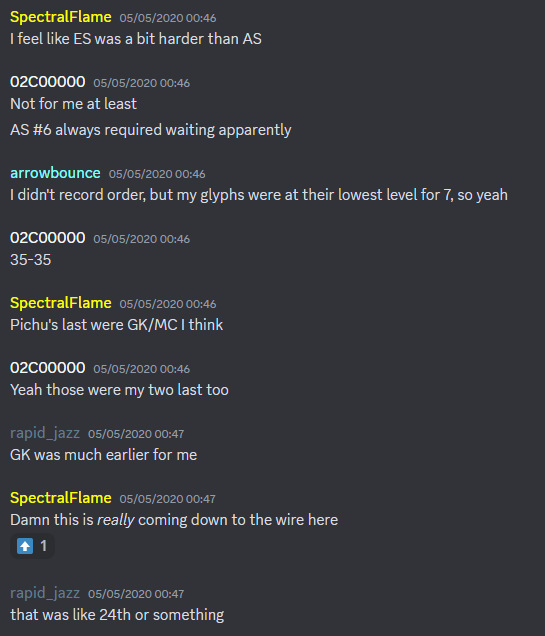 SpectralFlame 05/05/2020 00:46
I feel like ES was a bit harder than AS
02C00000 05/05/2020 00:46
Not for me at least
AS #6 always required waiting apparently
arrowbounce 05/05/2020 00:46
I didn't record order, but my glyphs were at their lowest level for 7, so yeah
02C00000 05/05/2020 00:46
35-35
SpectralFlame 05/05/2020 00:46
Pichu's last were GK/MC I think
02C00000 05/05/2020 00:46
Yeah those were my two last too
rapid_jazz 05/05/2020 00:47
GK was much earlier for me
SpectralFlame 05/05/2020 00:47
Damn this is really coming down to the wire here
1
rapid_jazz 05/05/2020 00:47
that was like 24th or something